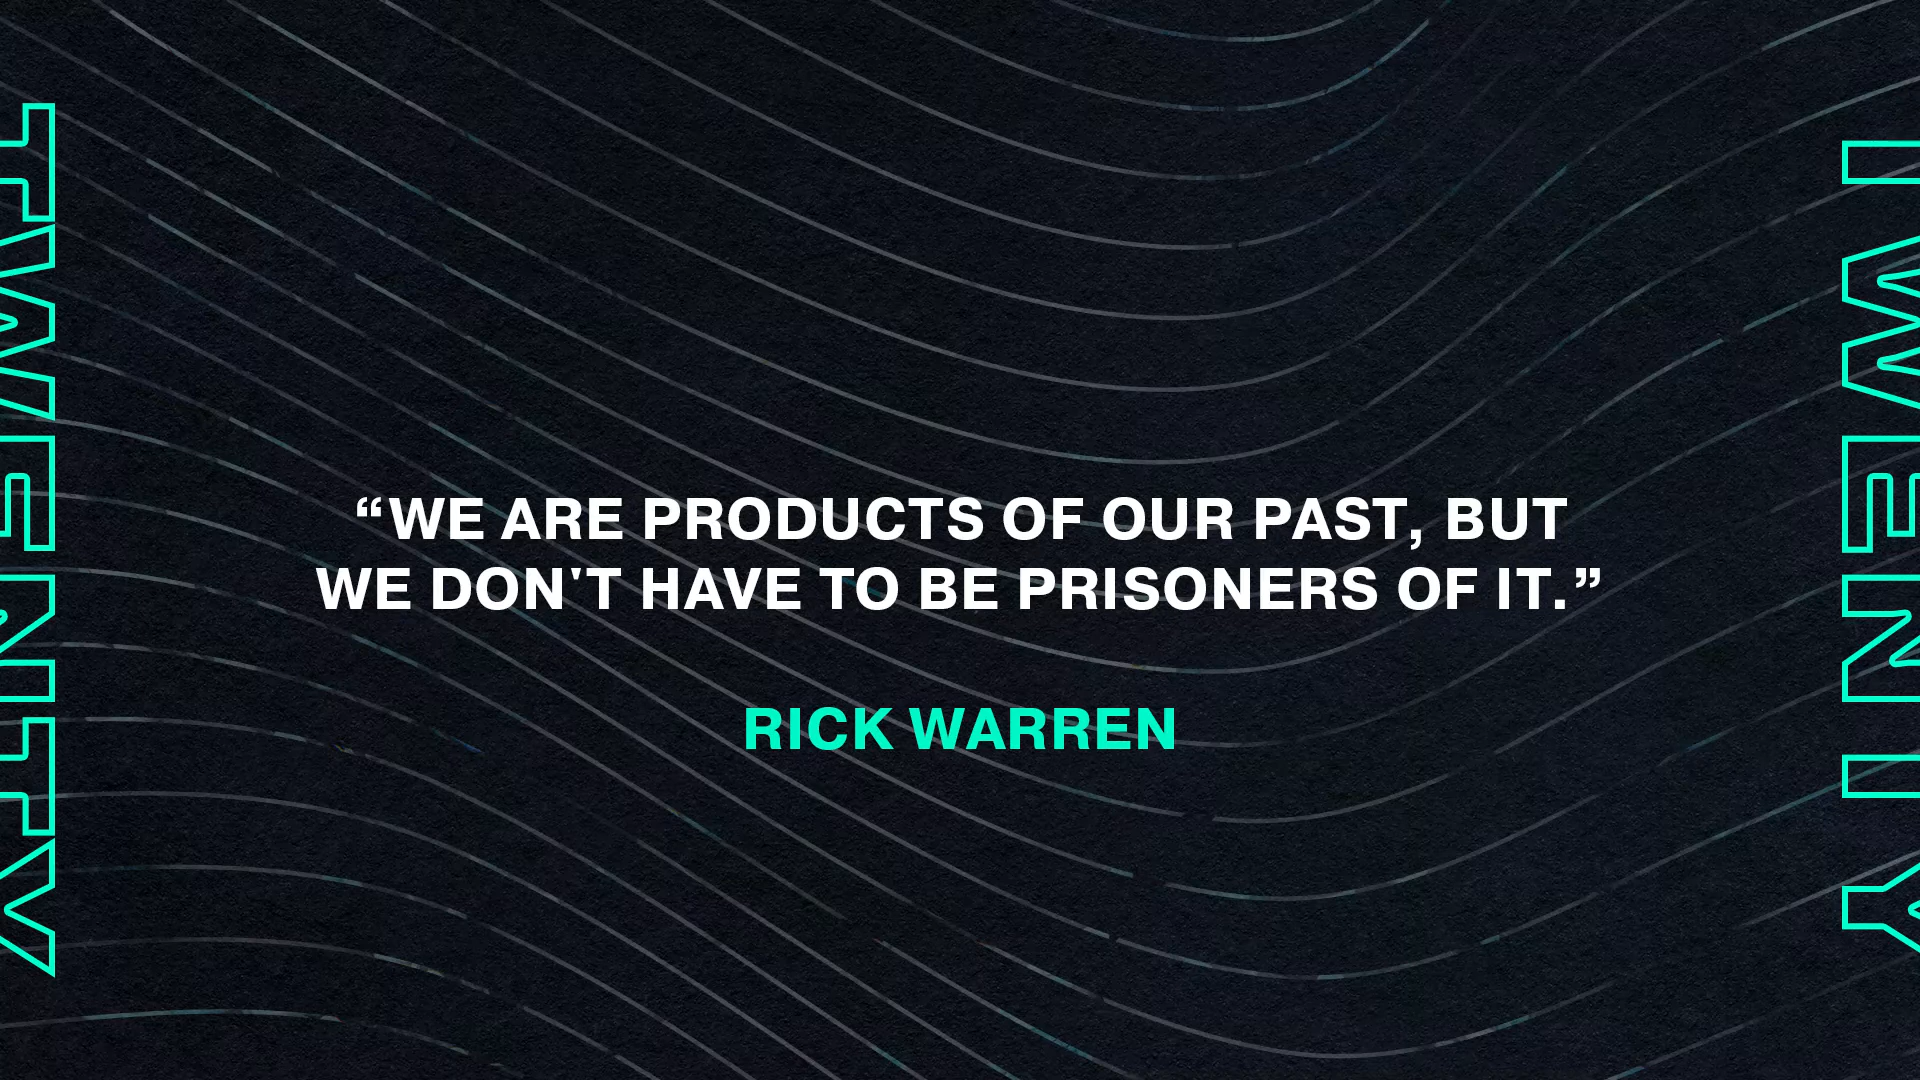 TWENTY
“WE ARE PRODUCTS OF OUR PAST, BUT
WE DON'T HAVE TO BE PRISONERS OF IT.”
RICK WARREN
TWENTY